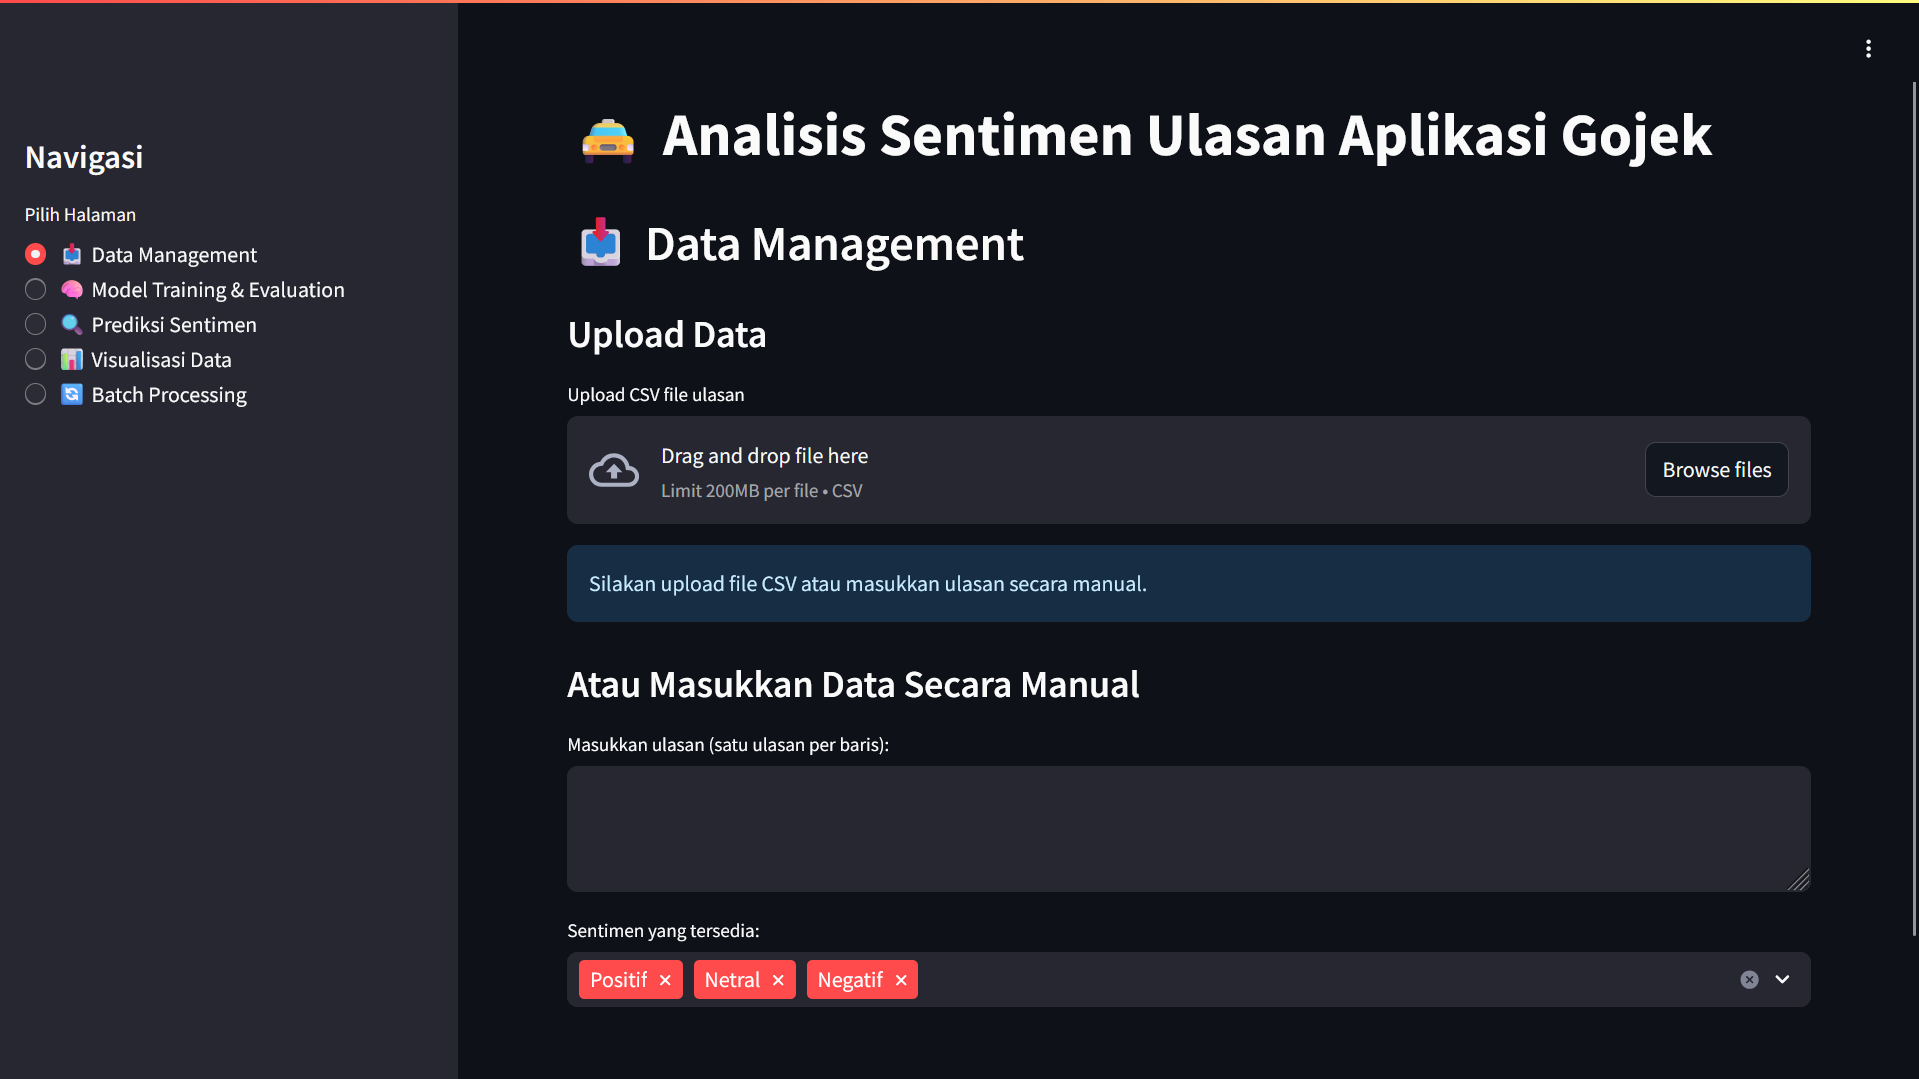 Navigasi
Pilih Halaman
Data Management
Model Training & Evaluation
Prediksi Sentimen
Visualisasi Data
Batch Processing
Analisis Sentimen Ulasan Aplikasi Gojek
Data Management
Upload Data
Upload CSV file ulasan
Drag and drop file here
Limit 200MB per file • CSV
Browse files
Silakan upload file CSV atau masukkan ulasan secara manual.
Atau Masukkan Data Secara Manual
Masukkan ulasan (satu ulasan per baris):
Sentimen yang tersedia:
Positif Netral Negatif